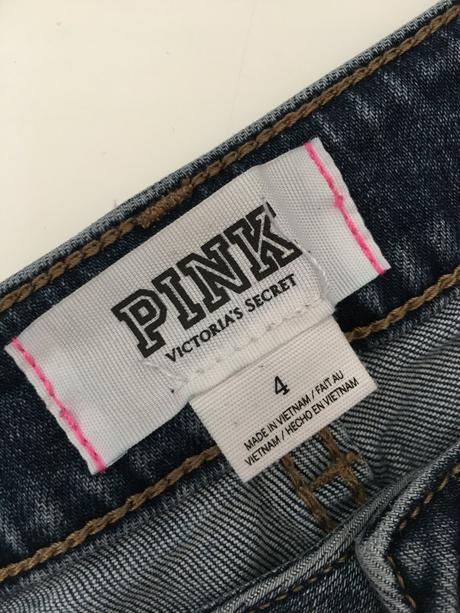 PINK
VICTORIA'S SECRET
4
MADE IN VIETNAM / FAIT AU
VIETNAM / HECHO EN VIETNAM